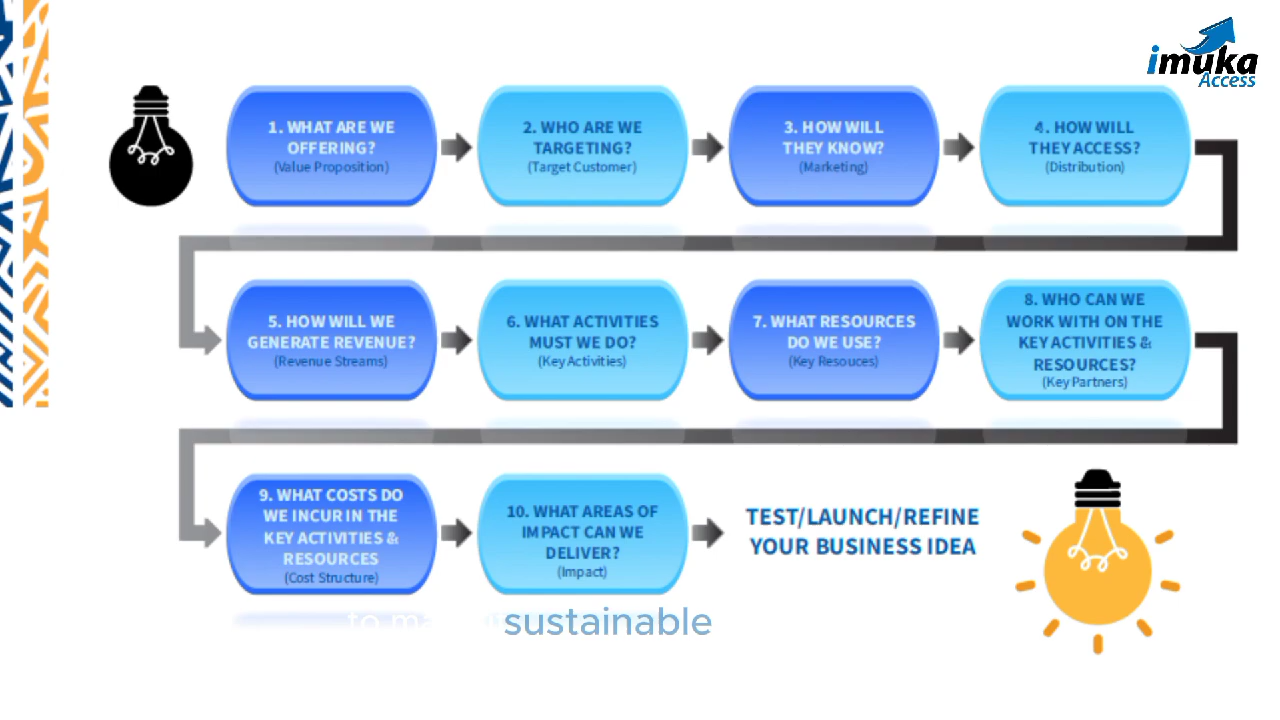 imuka
Access
1. WHAT ARE WE
OFFERING?
(Value Proposition)
2. WHO ARE WE
TARGETING?
(Target Customer)
3. HOW WILL
THEY KNOW?
(Marketing)
4. HOW WILL
THEY ACCESS?
(Distribution)
5. HOW WILL WE
GENERATE REVENUE?
(Revenue Streams)
6. WHAT ACTIVITIES
MUST WE DO?
(Key Activities)
7. WHAT RESOURCES
DO WE USE?
(Key Resouces)
8. WHO CAN WE
WORK WITH ON THE
KEY ACTIVITIES &
RESOURCES?
(Key Partners)
9. WHAT COSTS DO
WE INCUR IN THE
KEY ACTIVITIES &
RESOURCES
(Cost Structure)
10. WHAT AREAS OF
IMPACT CAN WE
DELIVER?
(Impact)
TEST/LAUNCH/REFINE
YOUR BUSINESS IDEA
to sustainable